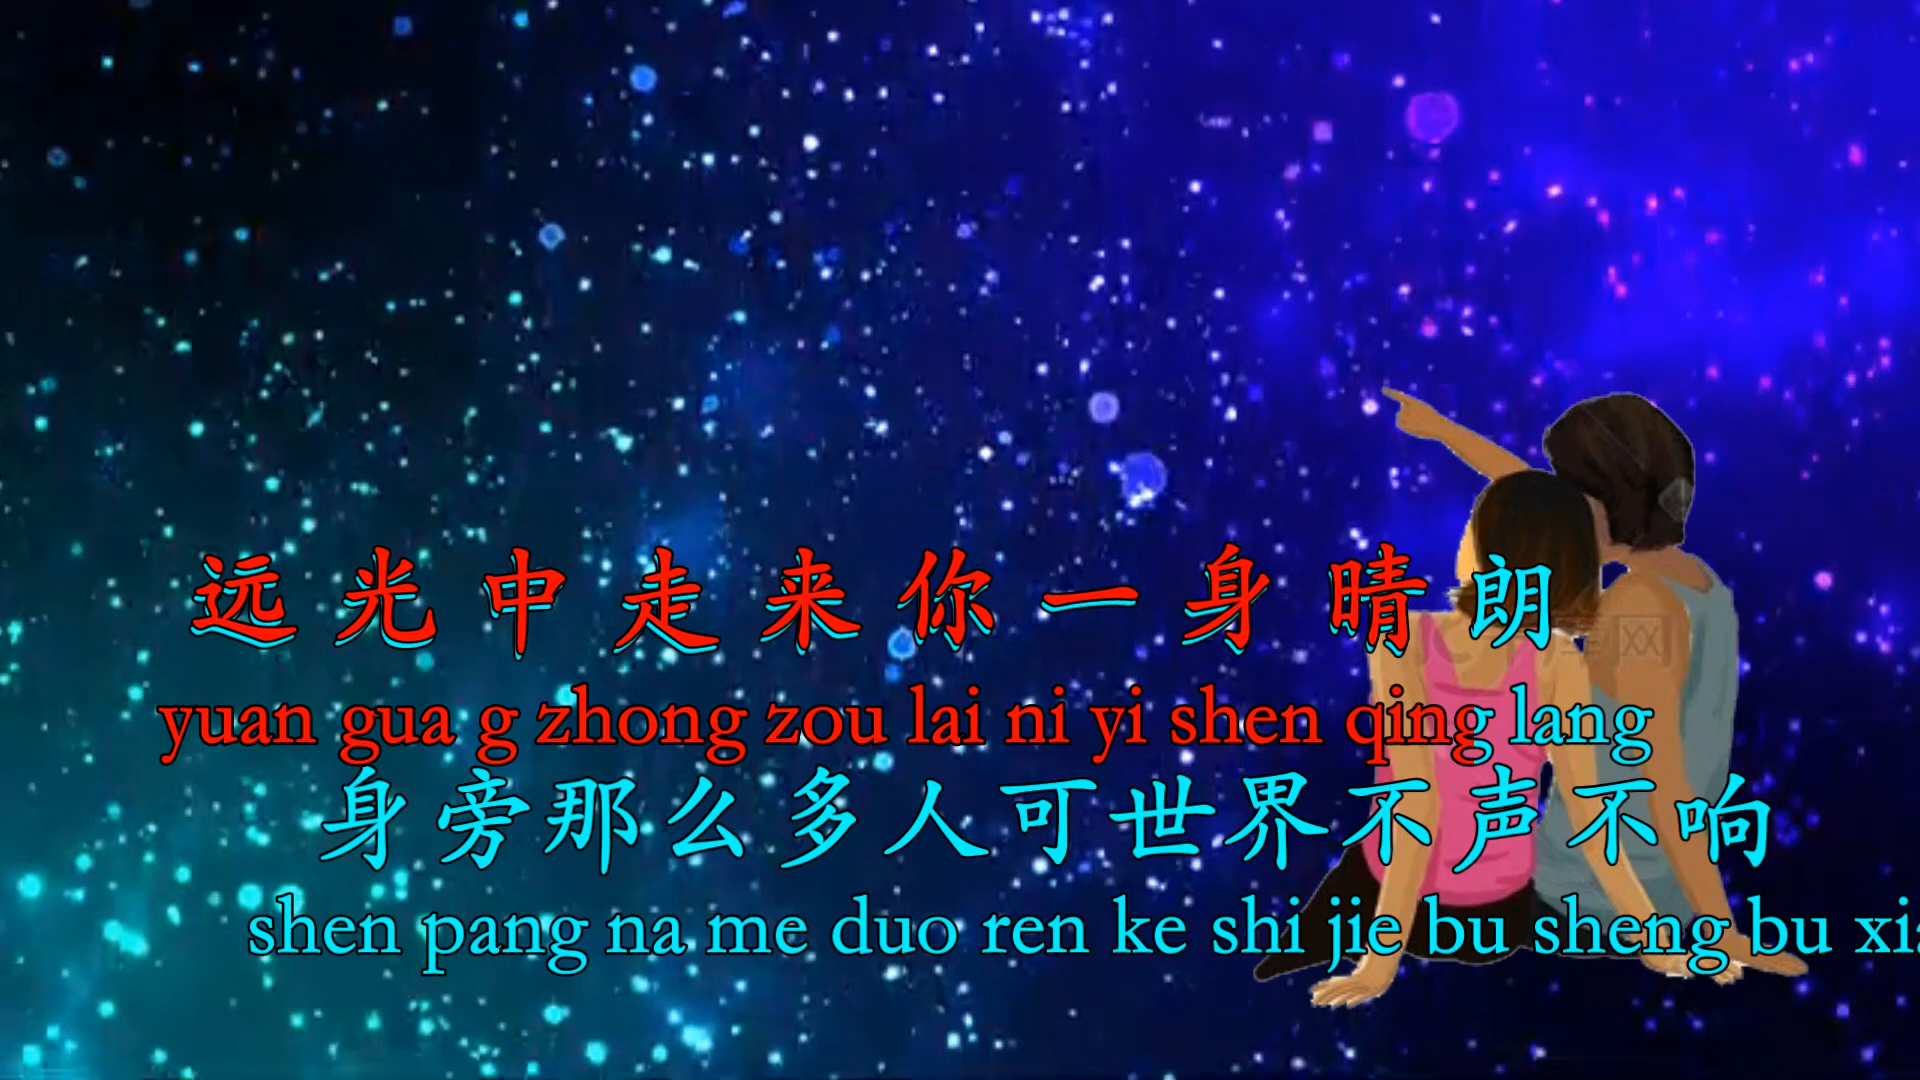 远光中走来你一身晴朗
yuan gua g zhong zou lai ni yi shen qing lang
身旁那么多人可世界不声不响
shen pang na me duo ren ke shi jie bu sheng bu xia